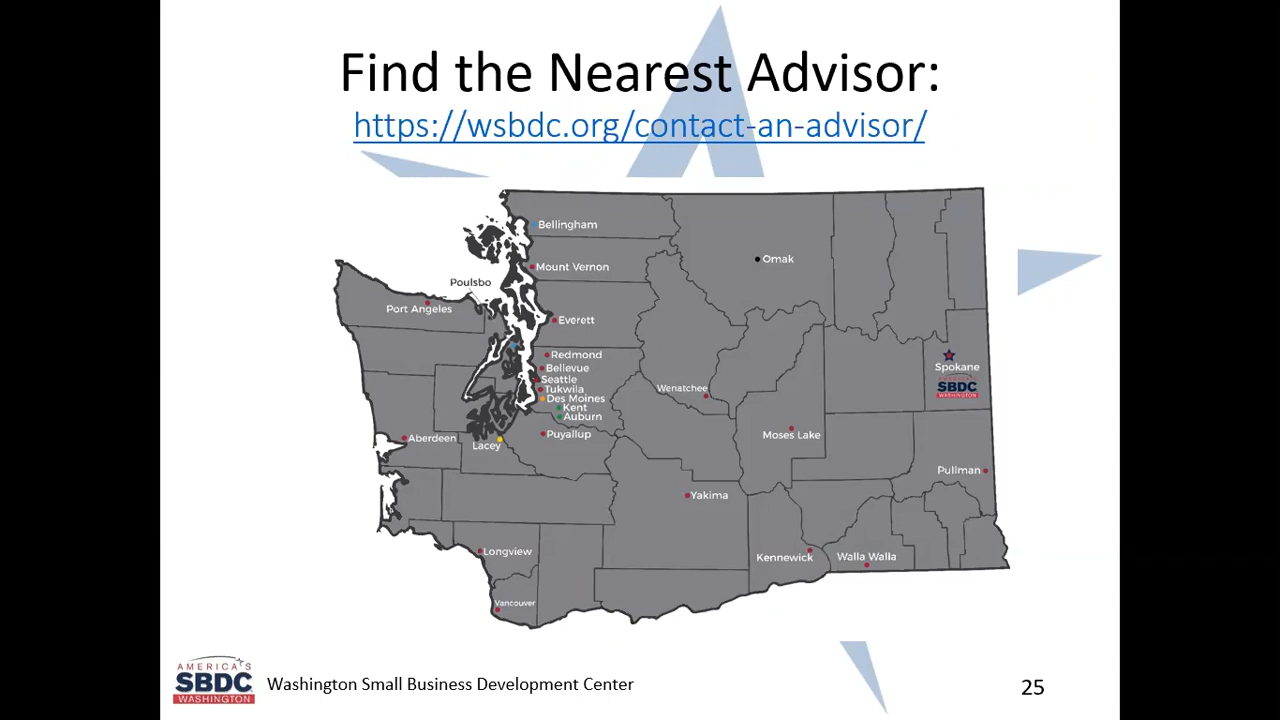 Find the Nearest Advisor:
https://wsbdc.org/contact-an-advisor/
Bellingham
Omak
Mount Vernon
Poulsbo
Port Angeles
Everett
Redmond
Bellevue
Spokane
Seattle
SBDC
WASHINGTON
Tukwila
Wenatchee
Des Moines
Kent
Auburn
Puyallup
Moses Lake
Aberdeen
Lacey
Pullman
Yakima
Longview
Kennewick
Walla Walla
Vancouver
AMERICA'S
SBDC
WASHINGTON
Washington Small Business Development Center
25